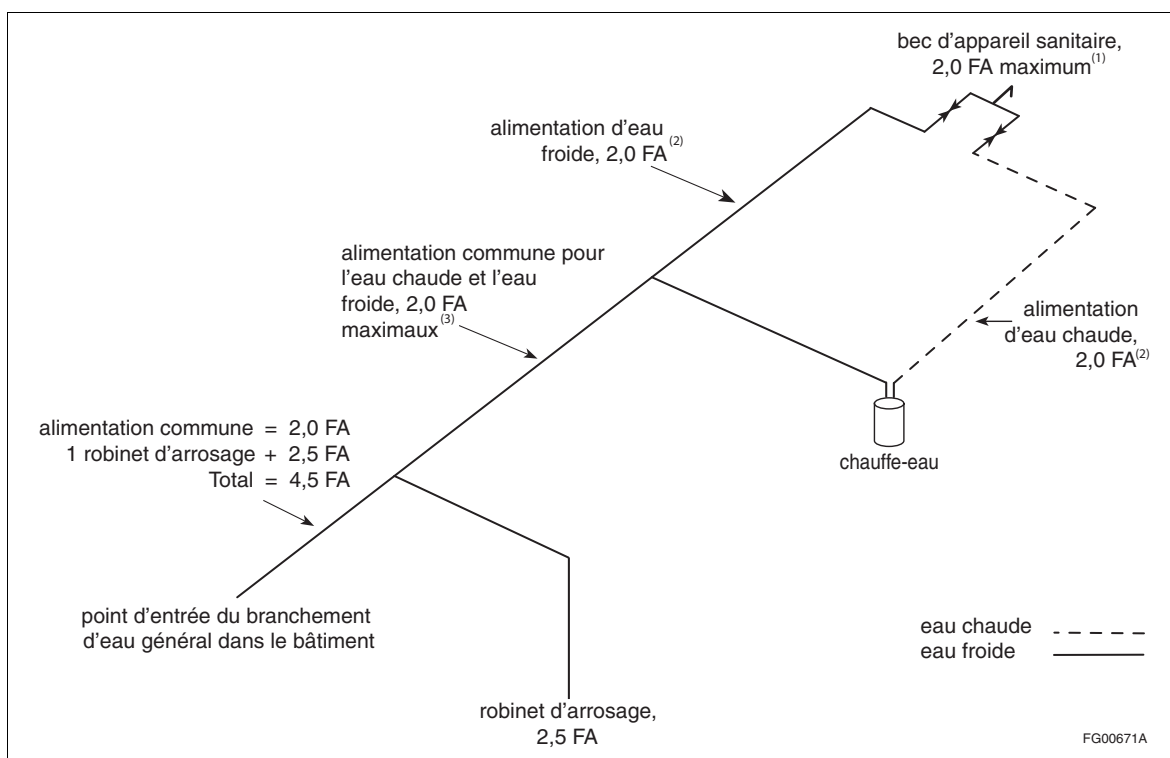 bec d'appareil sanitaire,
2,0 FA maximum(1)
alimentation d'eau
froide, 2,0 FA(2)
alimentation commune pour
l'eau chaude et l'eau
froide, 2,0 FA
maximaux(3)
alimentation
d'eau chaude,
2,0 FA(2)
alimentation commune = 2,0 FA
1 robinet d'arrosage + 2,5 FA
Total = 4,5 FA
chauffe-eau
point d'entrée du branchement
d'eau général dans le bâtiment
eau chaude
eau froide
robinet d'arrosage,
2,5 FA
FG00671A